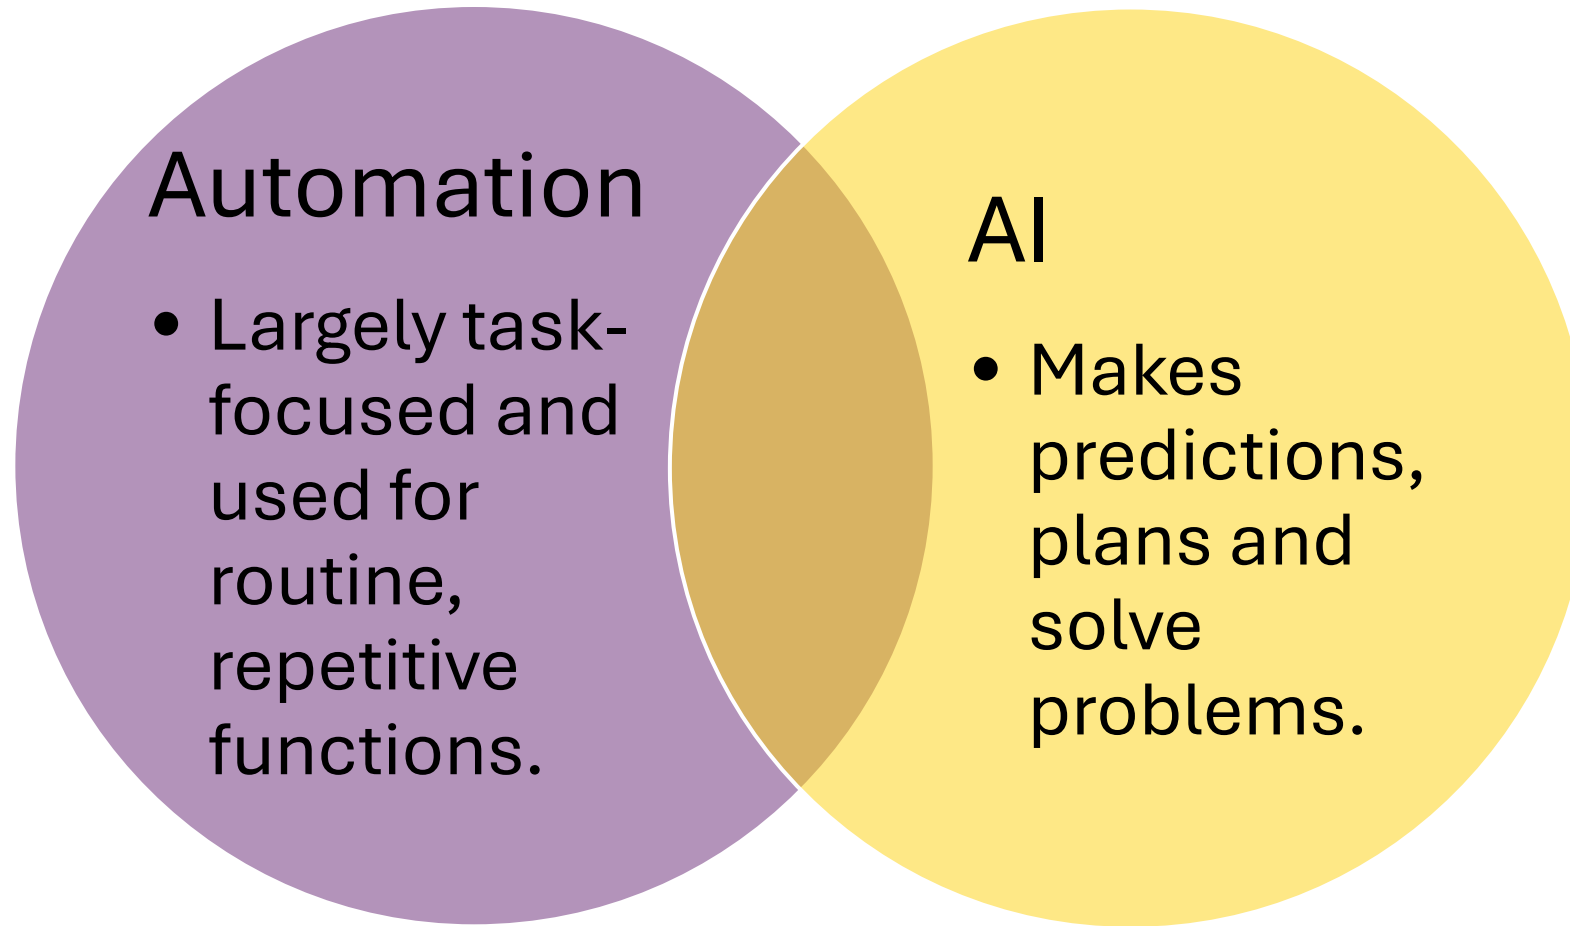 Automation
• Largely task-
focused and
used for
routine,
repetitive
functions.
AI
• Makes
predictions,
plans and
solve
problems.